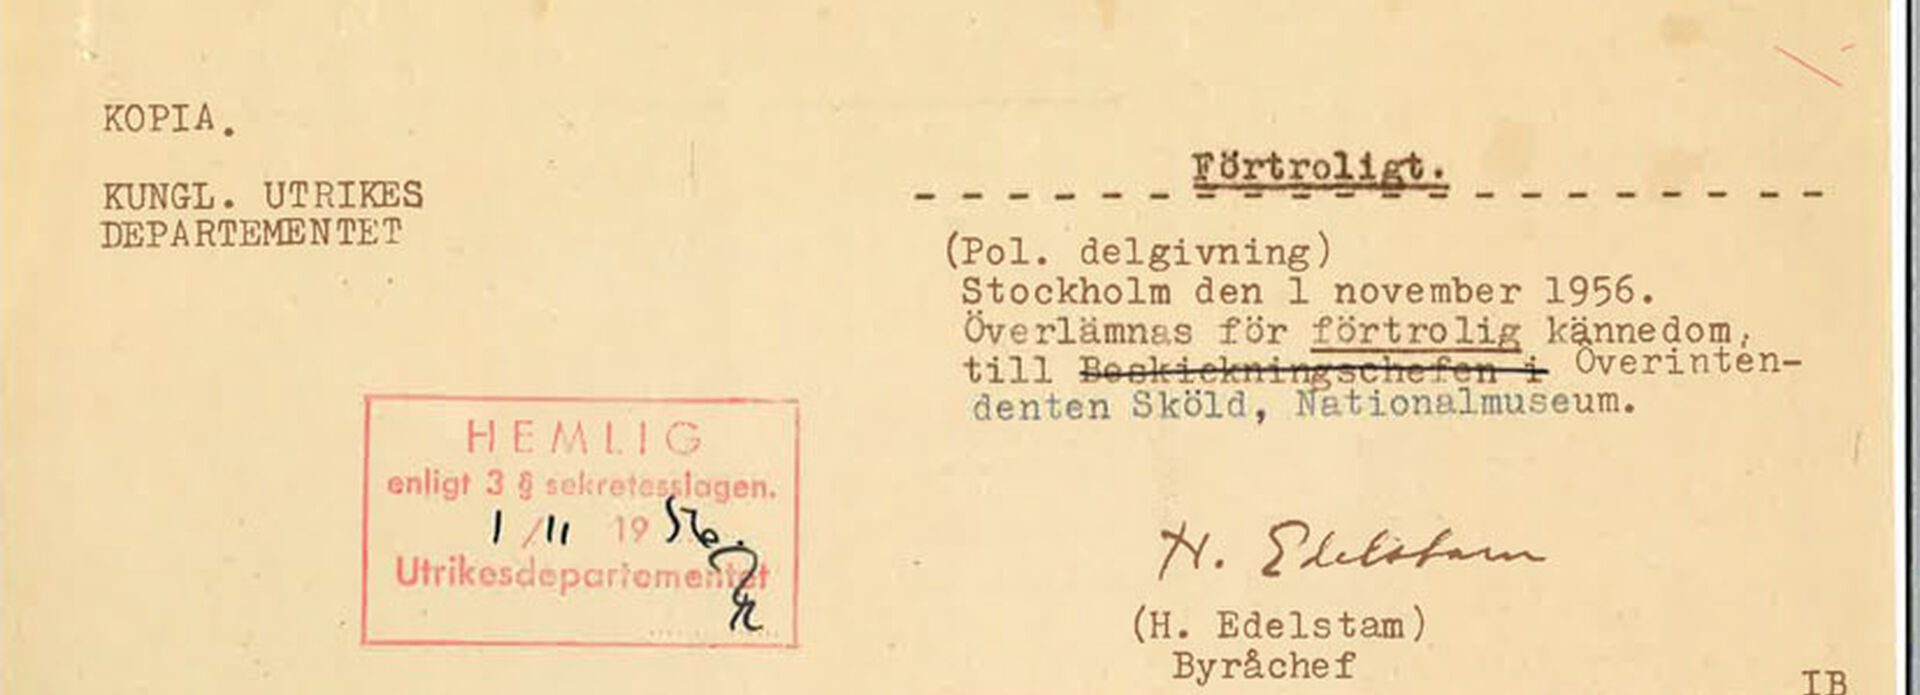 KOPIA.
KUNGL. UTRIKES
DEPARTEMENTET
Förtroligt.
(Pol. delgivning)
Stockholm den 1 november 1956.
Överlämnas för förtrolig kännedom,
till Beskickningschefen i Överinten-
denten Sköld, Nationalmuseum.
HEMLIG
enligt 3 § sekretesslagen.
1/11 1956
Utrikesdepartementet
H. Edelstam
(H. Edelstam)
Byråchef
IB